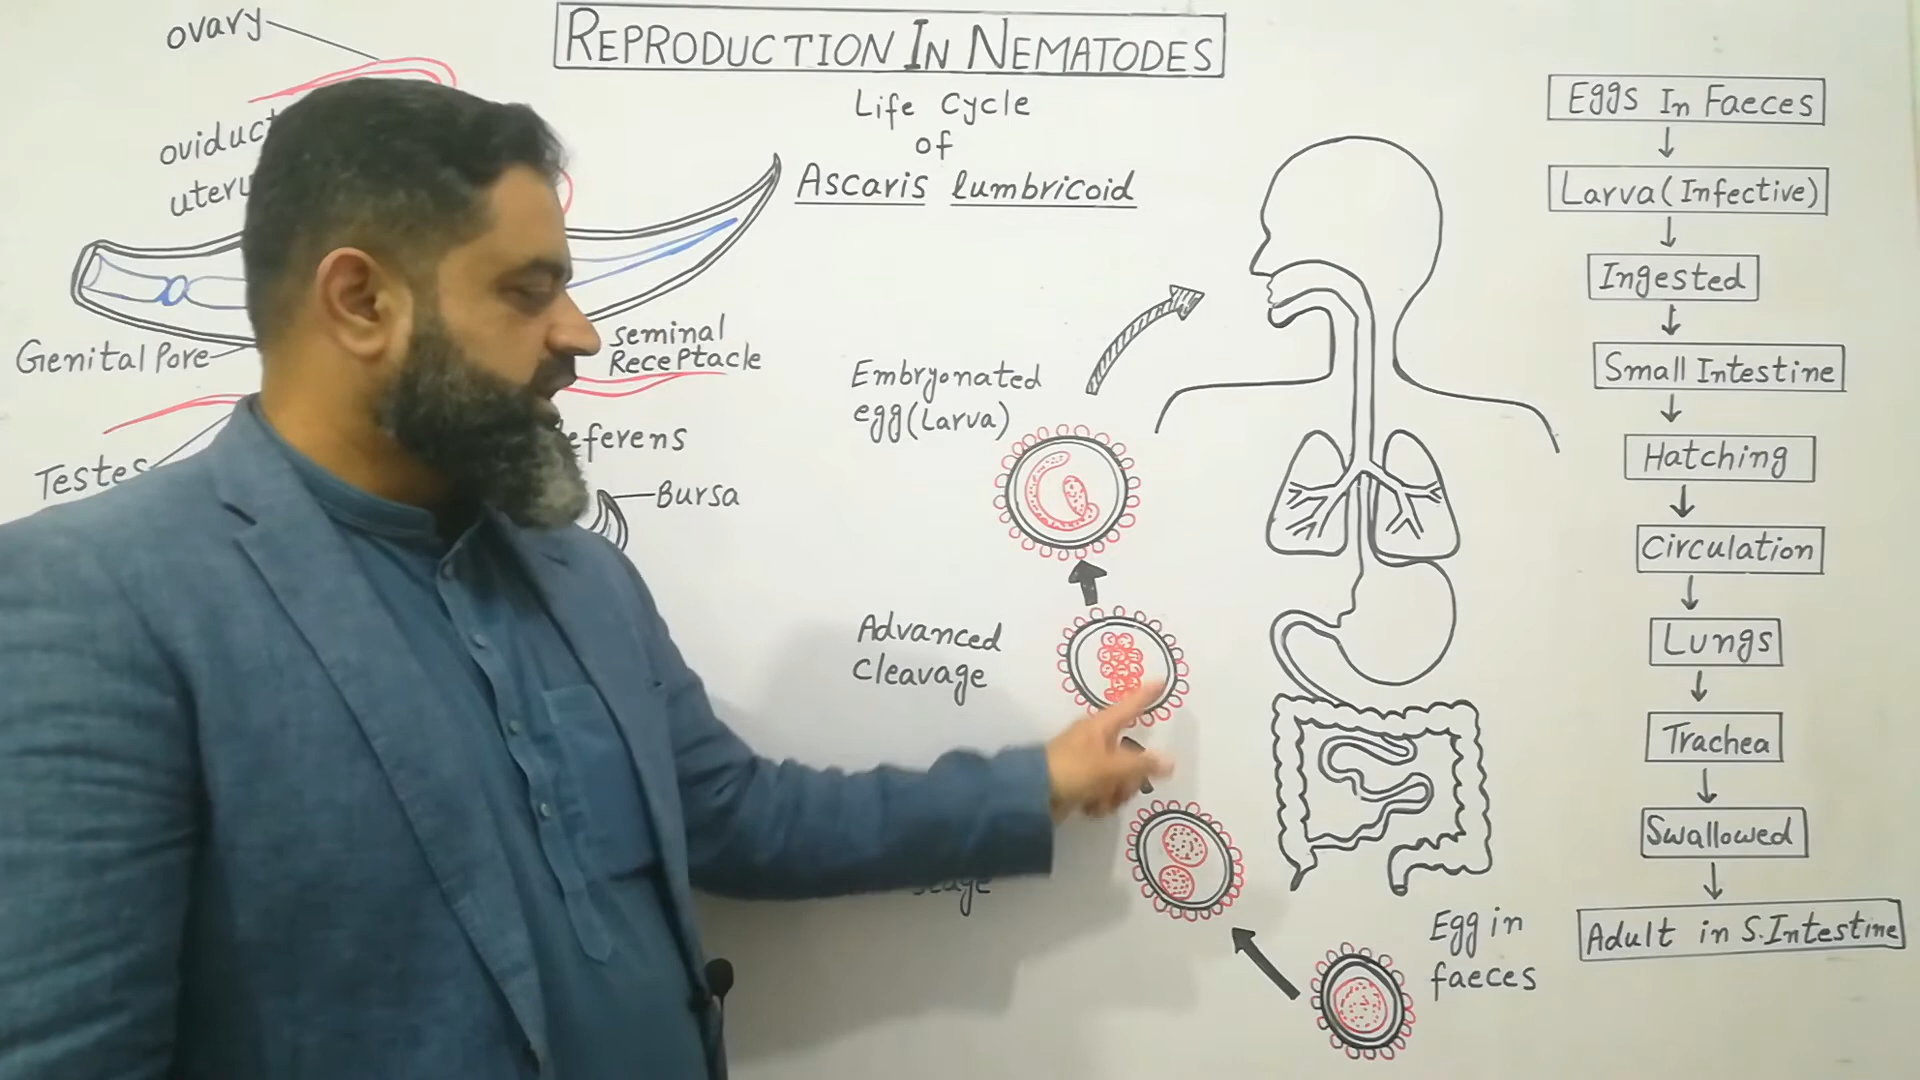 REPRODUCTION IN NEMATODES
Life Cycle
of
Ascaris lumbricoid
ovary
oviduct
Genital Pore
seminal
Receptacle
Testes
Bursa
Embryonated
egg(Larva)
Advanced
Cleavage
stage
Egg in
faeces
Eggs In Faeces
Larva(Infective)
Ingested
Small Intestine
Hatching
Circulation
Lungs
Trachea
Swallowed
Adult in S.Intestine